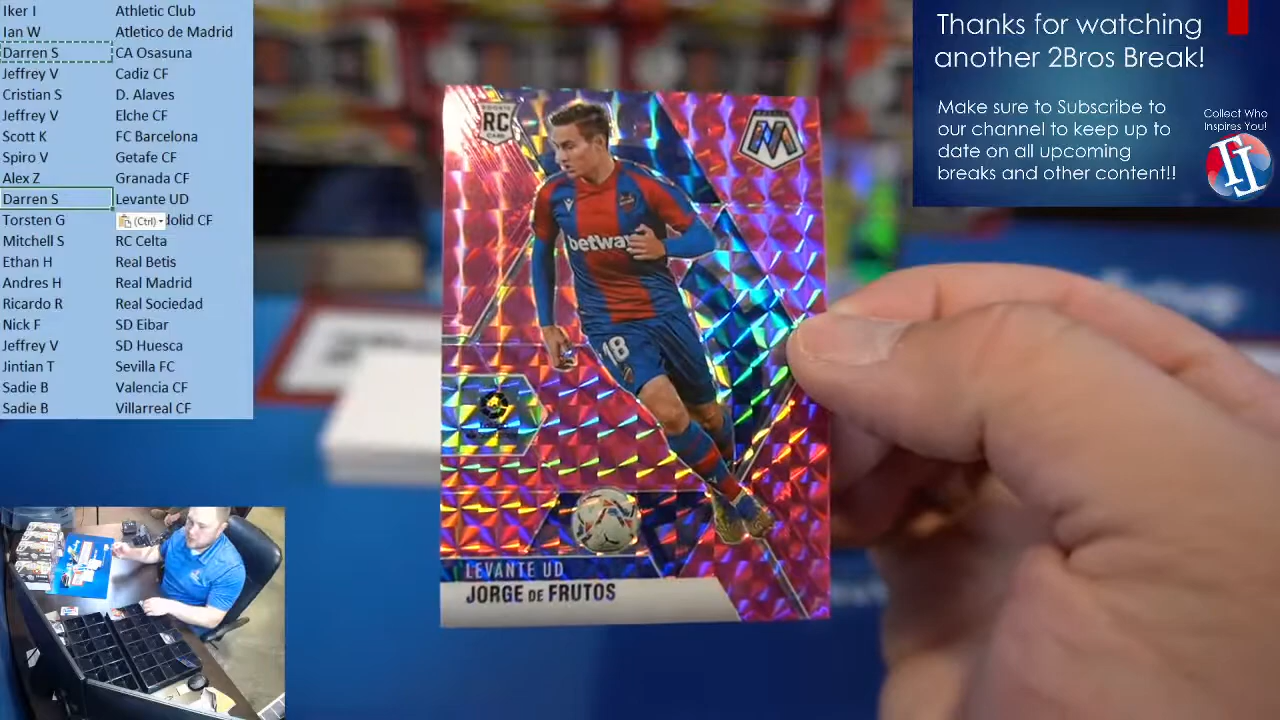 Iker I Athletic Club
Ian W Atletico de Madrid
Darren S CA Osasuna
Jeffrey V Cadiz CF
Cristian S D. Alaves
Jeffrey V Elche CF
Scott K FC Barcelona
Spiro V Getafe CF
Alex Z Granada CF
Darren S Levante UD
Torsten G (Ctrl) dolid CF
Mitchell S RC Celta
Ethan H Real Betis
Andres H Real Madrid
Ricardo R Real Sociedad
Nick F SD Eibar
Jeffrey V SD Huesca
Jintian T Sevilla FC
Sadie B Valencia CF
Sadie B Villarreal CF
RC
CARD
betway
18
LEVANTE UD
JORGE DE FRUTOS
Thanks for watching
another 2Bros Break!
Make sure to Subscribe to
our channel to keep up to
date on all upcoming
breaks and other content!!
Collect Who
Inspires You!